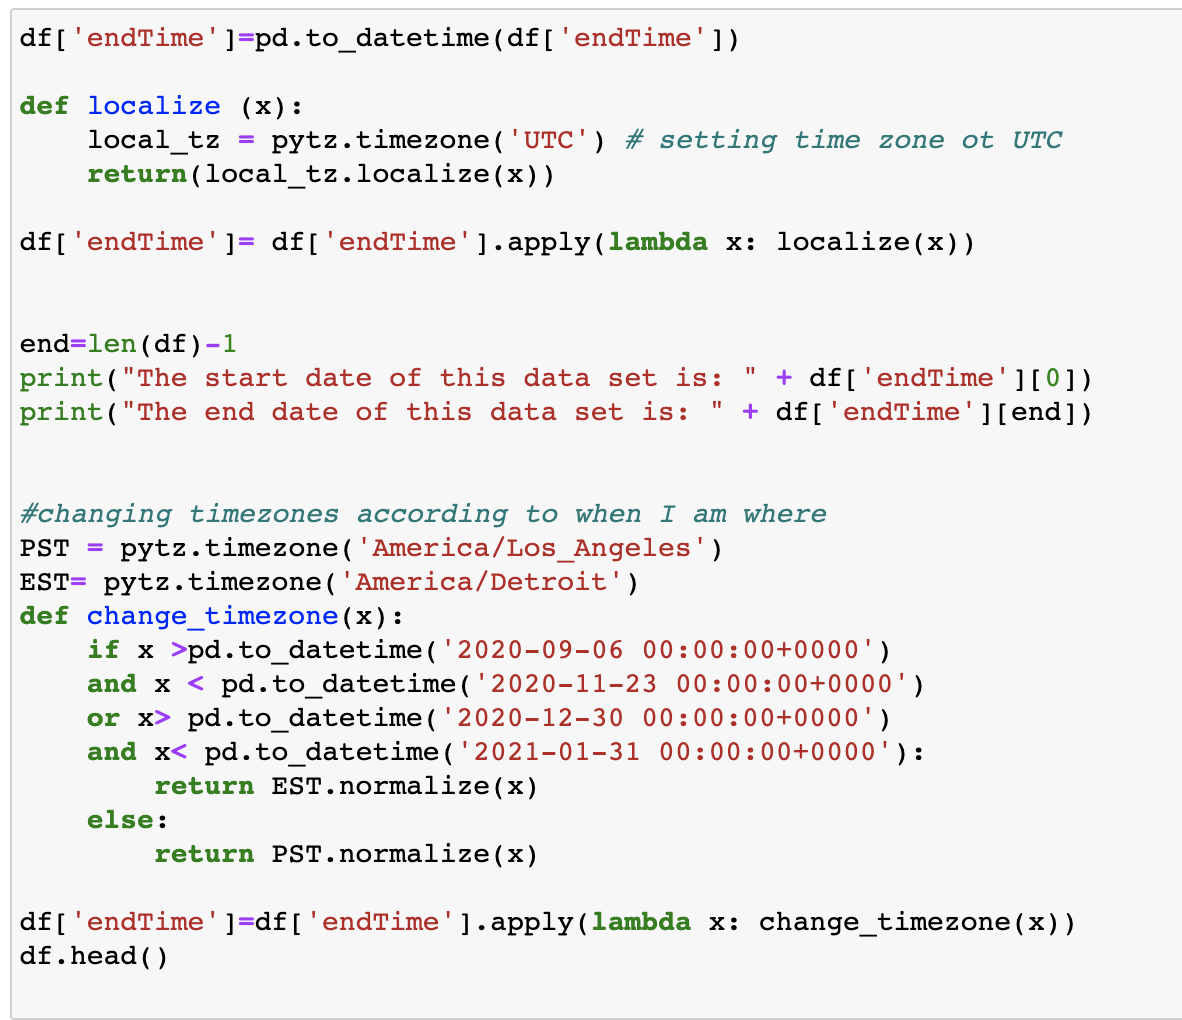 df['endTime']=pd.to_datetime(df['endTime'])
def localize (x):
    local_tz = pytz.timezone('UTC') # setting time zone ot UTC
    return(local_tz.localize(x))
df['endTime']= df['endTime'].apply(lambda x: localize(x))
end=len(df)-1
print("The start date of this data set is: " + df['endTime'][0])
print("The end date of this data set is: " + df['endTime'][end])
#changing timezones according to when I am where
PST = pytz.timezone('America/Los_Angeles')
EST= pytz.timezone('America/Detroit')
def change_timezone(x):
    if x >pd.to_datetime('2020-09-06 00:00:00+0000')
    and x < pd.to_datetime('2020-11-23 00:00:00+0000')
    or x> pd.to_datetime('2020-12-30 00:00:00+0000')
    and x< pd.to_datetime('2021-01-31 00:00:00+0000'):
        return EST.normalize(x)
    else:
        return PST.normalize(x)
df['endTime']=df['endTime'].apply(lambda x: change_timezone(x))
df.head()